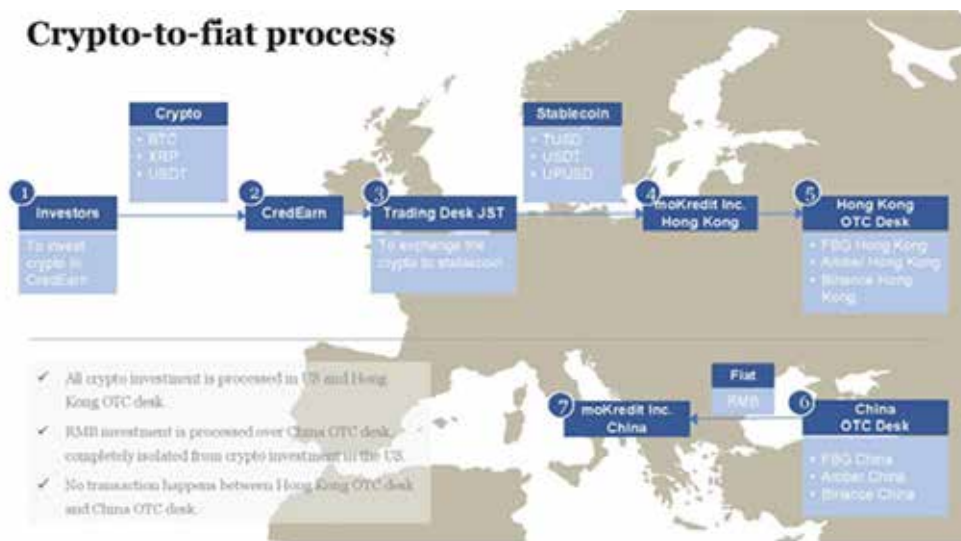 Crypto-to-fiat process
Crypto
• BTC
• XRP
• USDT
Stablecoin
• TUSD
• USDT
• UPUSD
1
Investors
To invest
crypto in
CredEarn
2
CredEarn
3
Trading Desk JST
To exchange the
crypto to stablecoin
4
moKredit Inc.
Hong Kong
5
Hong Kong
OTC Desk
• FBG Hong Kong
• Amber Hong Kong
• Binance Hong
Kong
✓ All crypto investment is processed in US and Hong
Kong OTC desk.
✓ RMB investment is processed over China OTC desk,
completely isolated from crypto investment in the US.
✓ No transaction happens between Hong Kong OTC desk
and China OTC desk.
7
moKredit Inc.
China
Fiat
RMB
6
China
OTC Desk
• FBG China
• Amber China
• Binance China